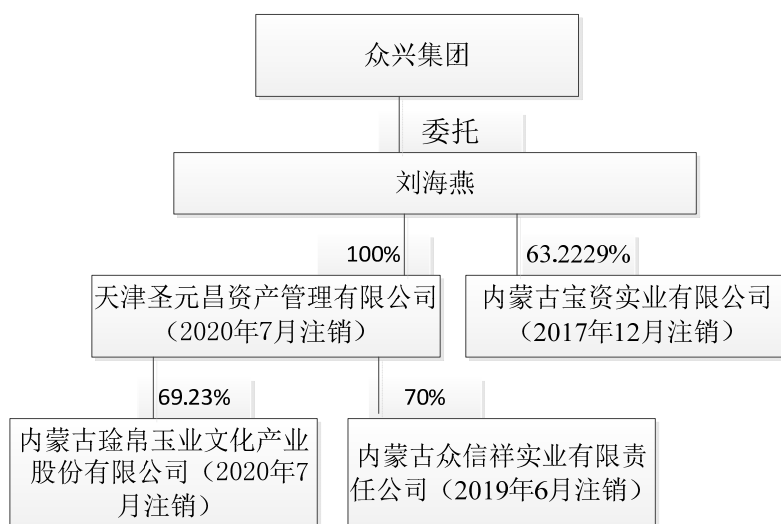 众兴集团
委托
刘海燕
100%
63.2229%
天津圣元昌资产管理有限公司
（2020年7月注销）
内蒙古宝资实业有限公司
（2017年12月注销）
69.23%
70%
内蒙古琻帛玉业文化产业
股份有限公司（2020年7
月注销）
内蒙古众信祥实业有限责
任公司（2019年6月注销）